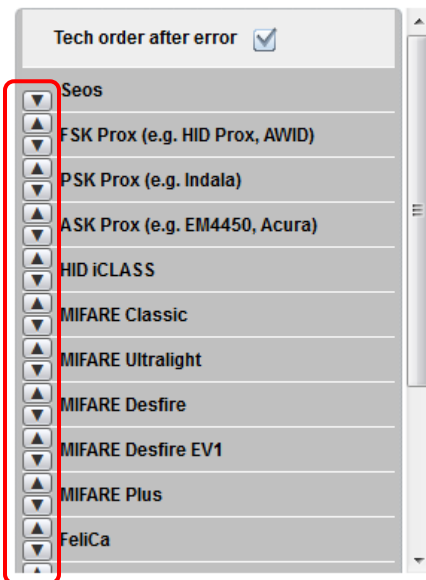 Tech order after error
Seos
FSK Prox (e.g. HID Prox, AWID)
PSK Prox (e.g. Indala)
ASK Prox (e.g. EM4450, Acura)
HID iCLASS
MIFARE Classic
MIFARE Ultralight
MIFARE Desfire
MIFARE Desfire EV1
MIFARE Plus
FeliCa